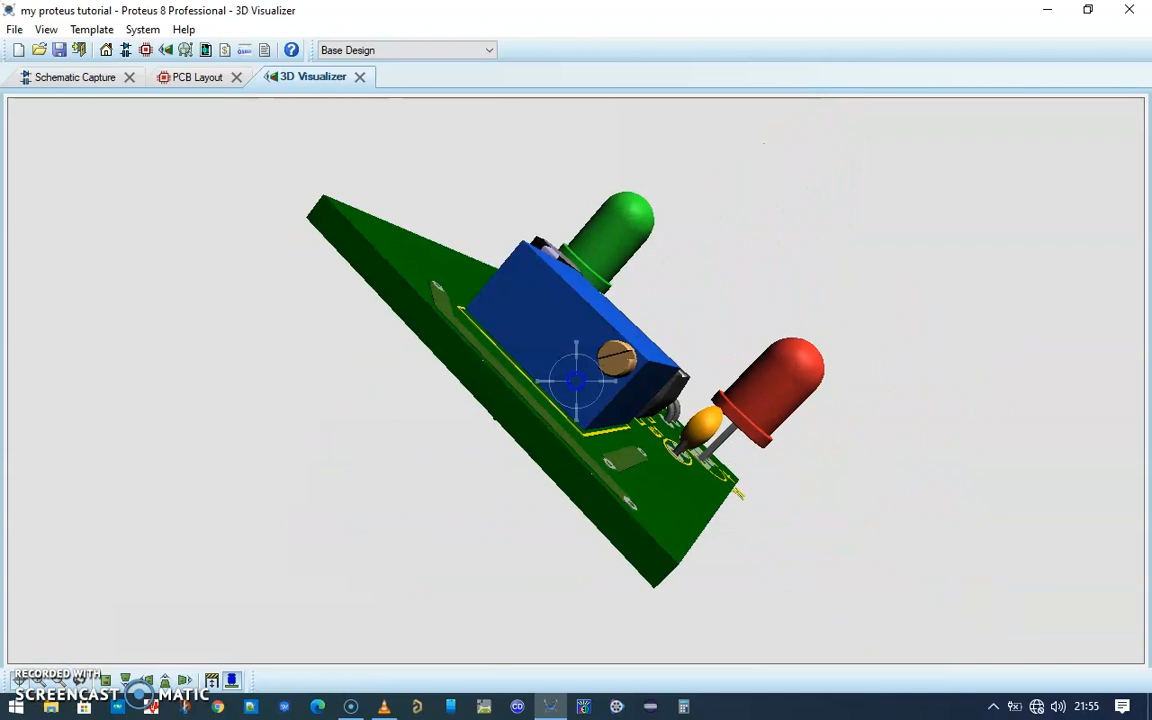 my proteus tutorial - Proteus 8 Professional - 3D Visualizer
File View Template System Help
Base Design
Schematic Capture PCB Layout 3D Visualizer
RECORDED WITH
SCREENCAST MATIC
21:55